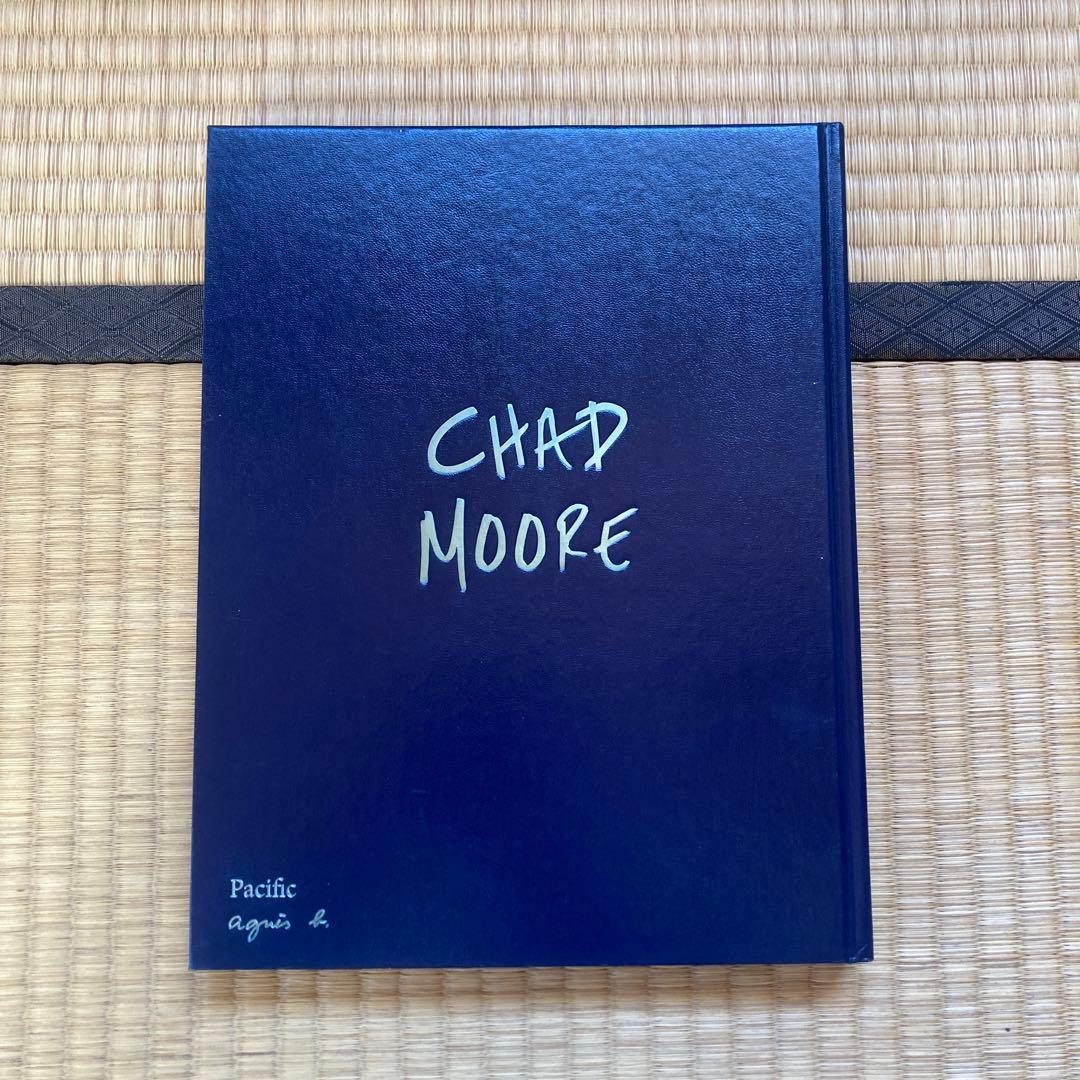 CHAD
MOORE
Pacific
agnès b.